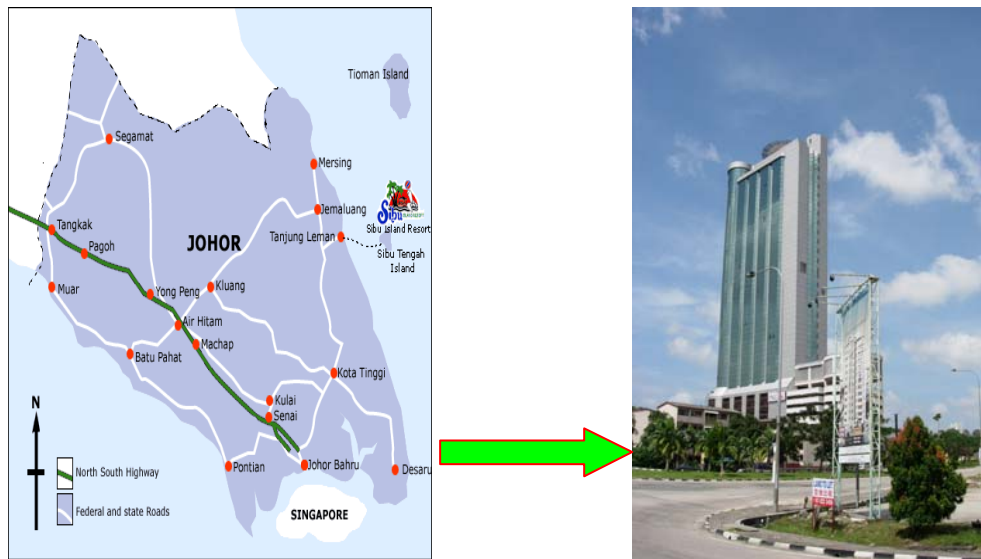 Tioman Island
Segamat
Mersing
Jemaluang
Sibu
Sibu Island Resort
Tangkak
JOHOR
Tanjung Leman
Pagoh
Sibu Tengah
Island
Muar
Yong Peng
Kluang
Air Hitam
Machap
Batu Pahat
Kota Tinggi
Kulai
N
Senai
North South Highway
Pontian
Johor Bahru
Desaru
SINGAPORE
Federal and state Roads